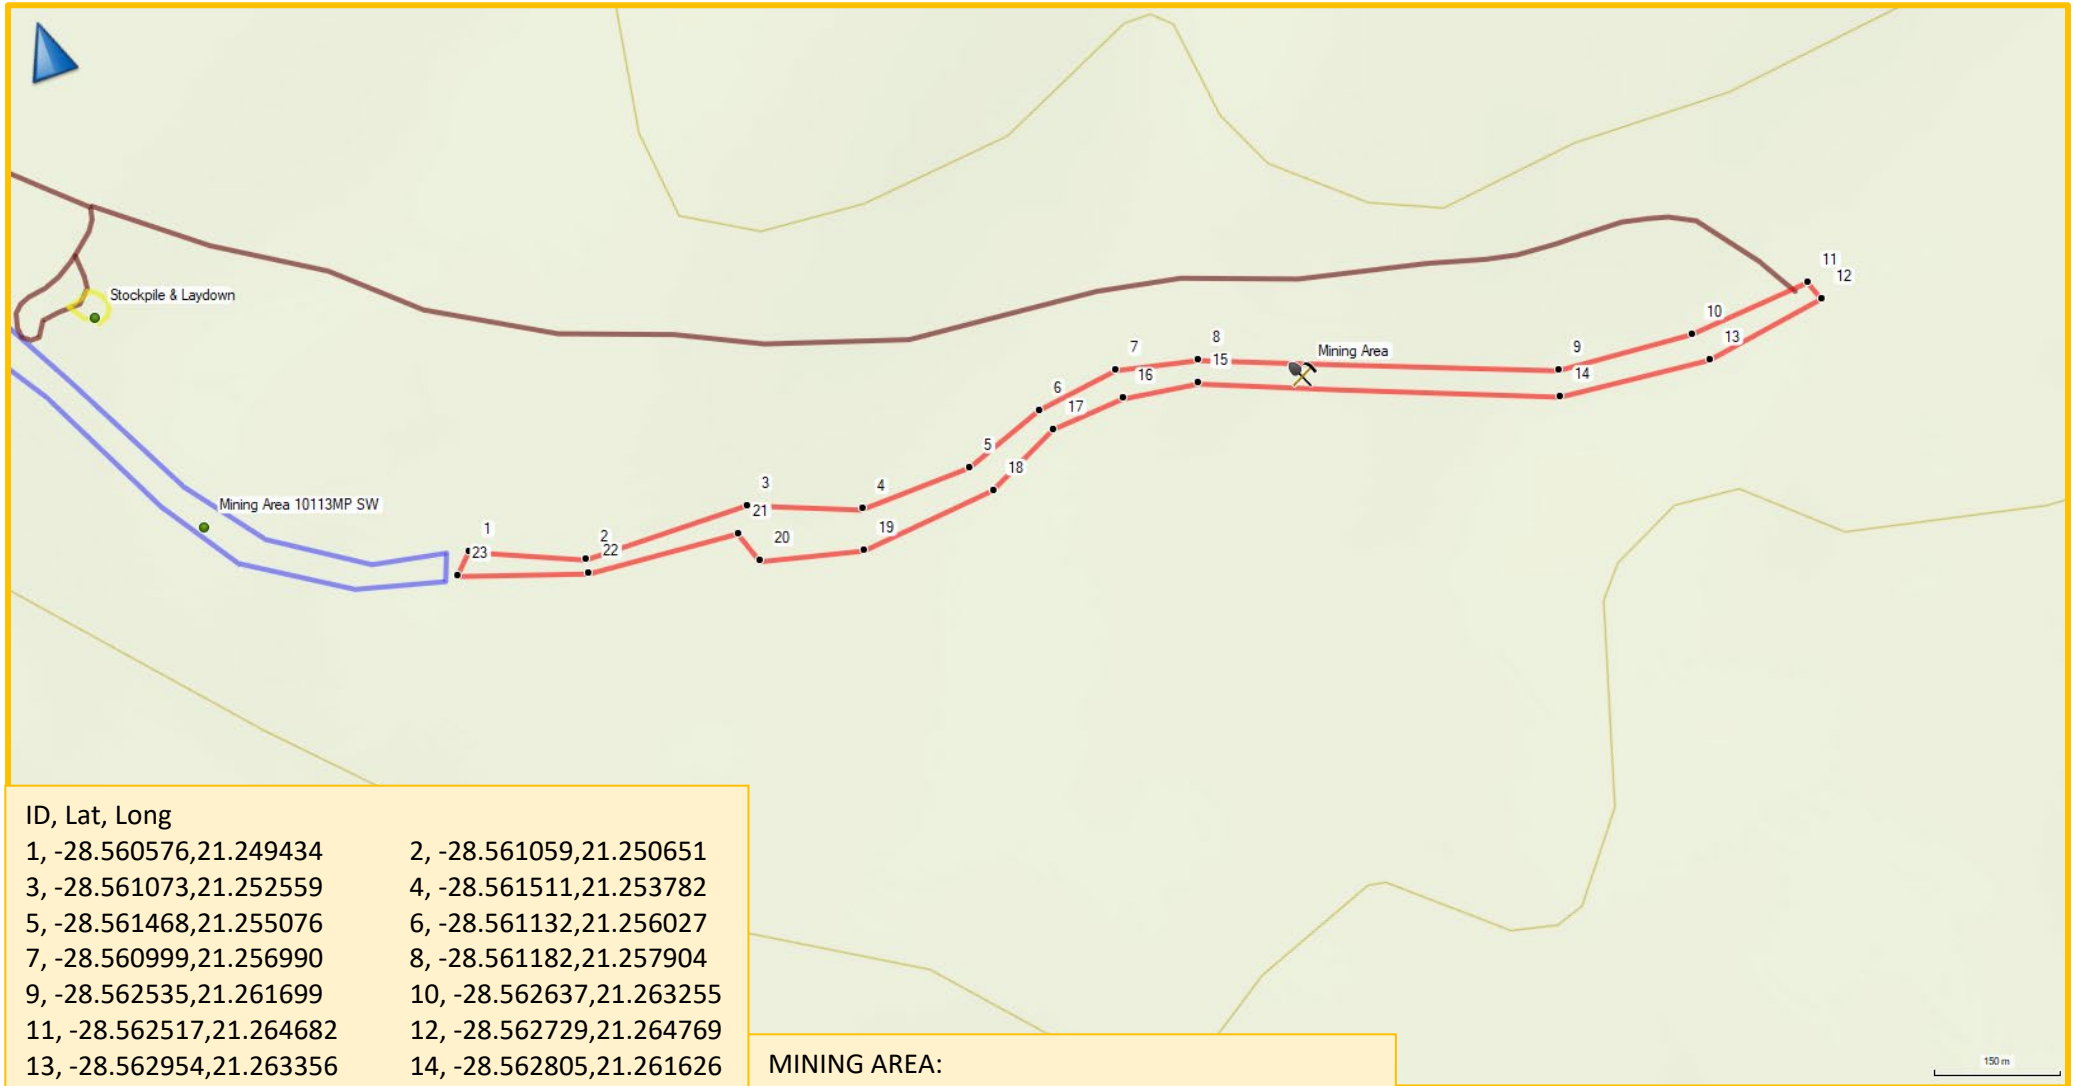 11
12
Stockpile & Laydown
10
8
13
7
15
Mining Area
9
16
14
6
17
5
18
3
4
Mining Area 10113MP SW
21
1
19
2
20
23
22
ID, Lat, Long
1, -28.560576,21.249434 2, -28.561059,21.250651
3, -28.561073,21.252559 4, -28.561511,21.253782
5, -28.561468,21.255076 6, -28.561132,21.256027
7, -28.560999,21.256990 8, -28.561182,21.257904
9, -28.562535,21.261699 10, -28.562637,21.263255
11, -28.562517,21.264682 12, -28.562729,21.264769
13, -28.562954,21.263356 14, -28.562805,21.261626
MINING AREA:
150 m